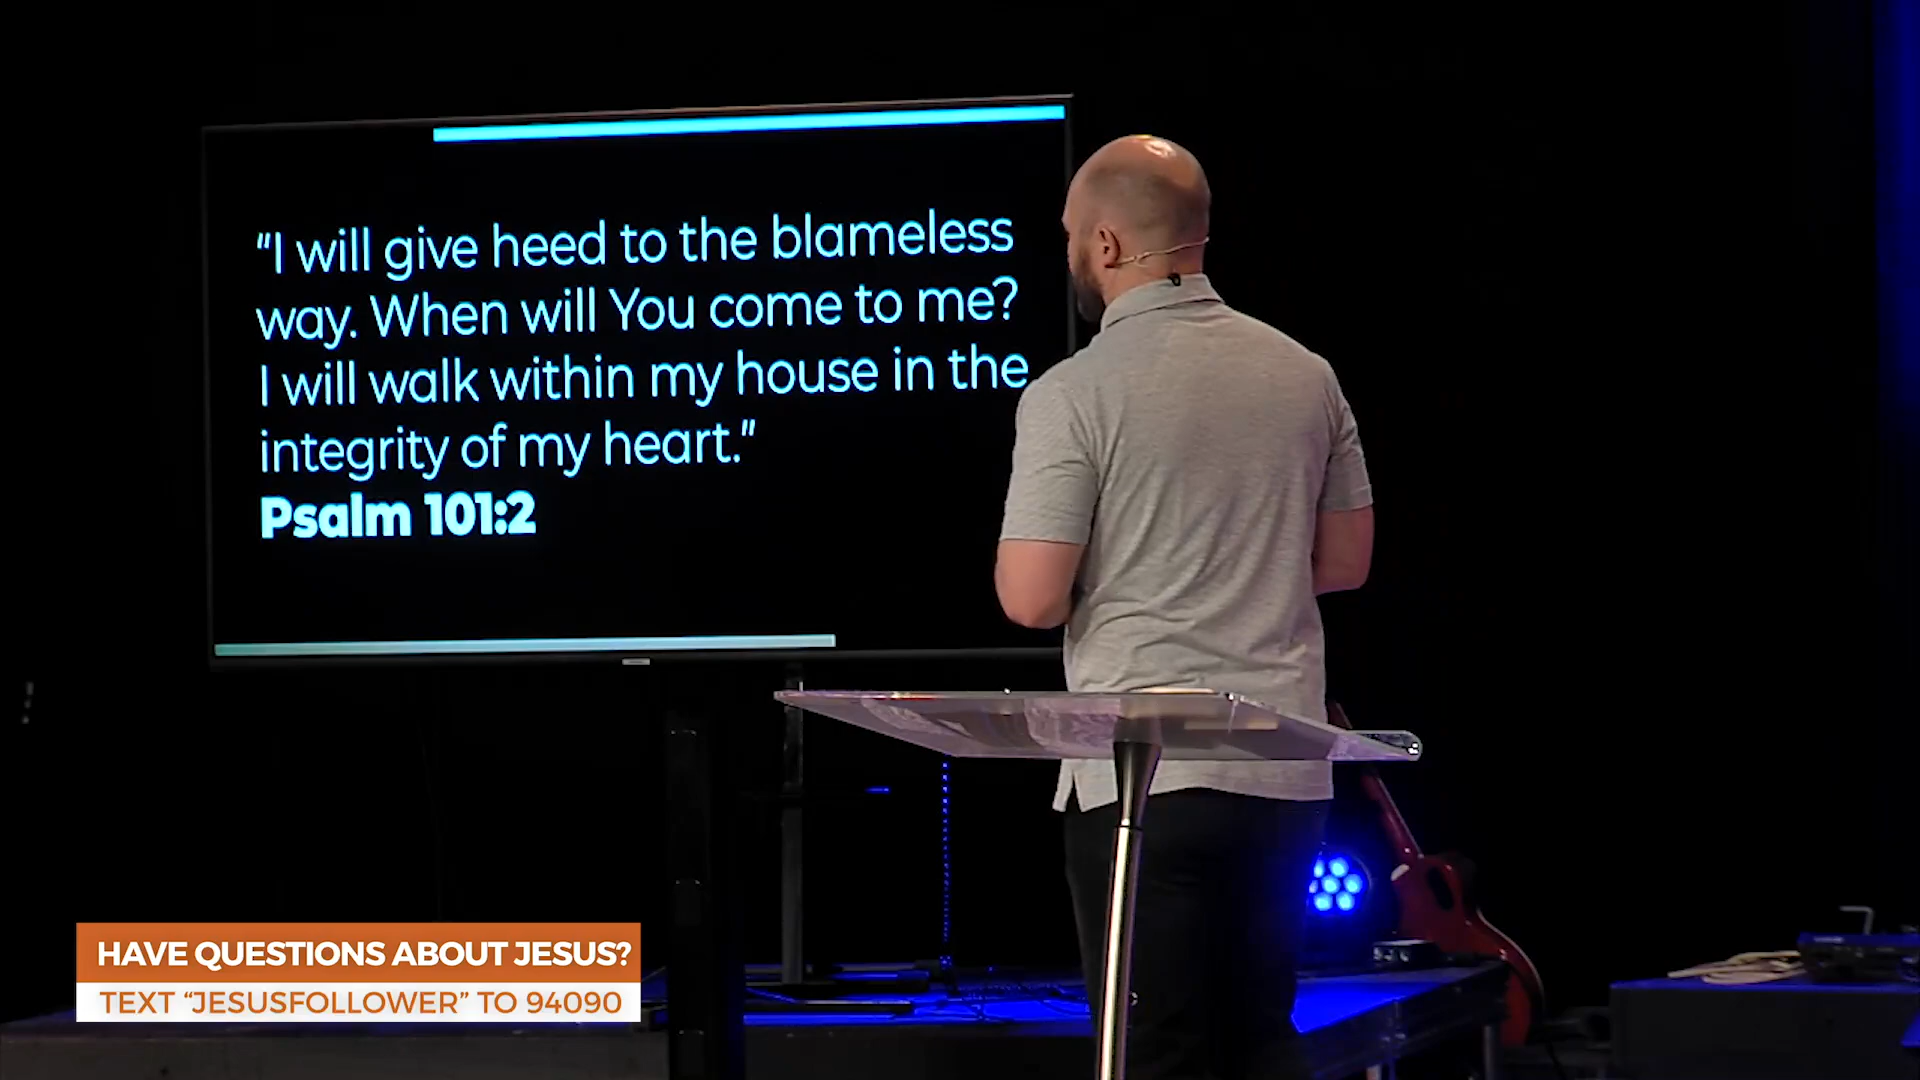 “I will give heed to the blameless
way. When will You come to me?
I will walk within my house in the
integrity of my heart.”
Psalm 101:2
HAVE QUESTIONS ABOUT JESUS?
TEXT “JESUSFOLLOWER” TO 94090